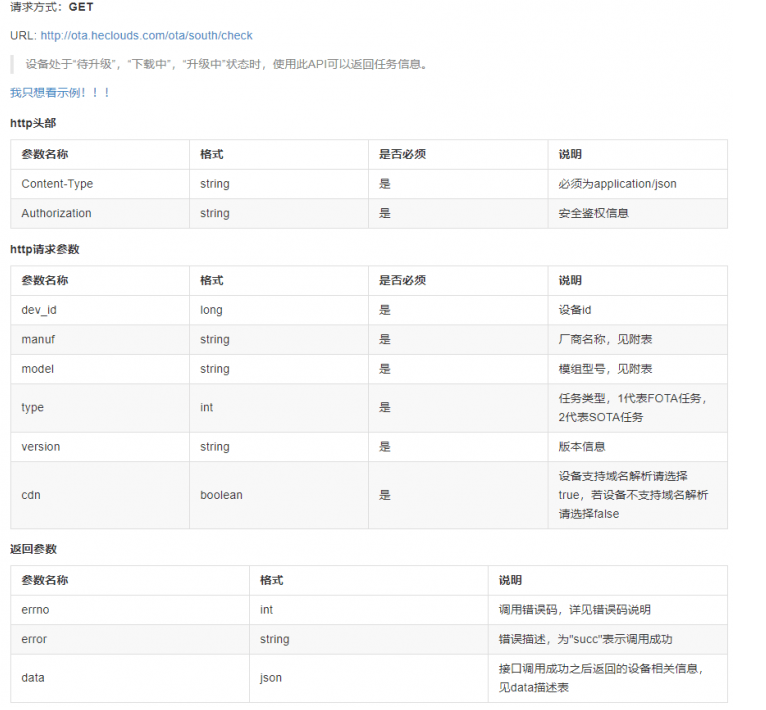 请求方式：GET
URL: http://ota.heclouds.com/ota/south/check
设备处于“待升级”，“下载中”，“升级中”状态时，使用此API可以返回任务信息。
我只想看示例！！！
http头部
参数名称 格式 是否必须 说明
Content-Type string 是 必须为application/json
Authorization string 是 安全鉴权信息
http请求参数
参数名称 格式 是否必须 说明
dev_id long 是 设备id
manuf string 是 厂商名称，见附表
model string 是 模组型号，见附表
type int 是 任务类型，1代表FOTA任务，
2代表SOTA任务
version string 是 版本信息
cdn boolean 是 设备支持域名解析请选择
true，若设备不支持域名解析
请选择false
返回参数
参数名称 格式 说明
errno int 调用错误码，详见错误码说明
error string 错误描述，为"succ"表示调用成功
data json 接口调用成功之后返回的设备相关信息，
见data描述表